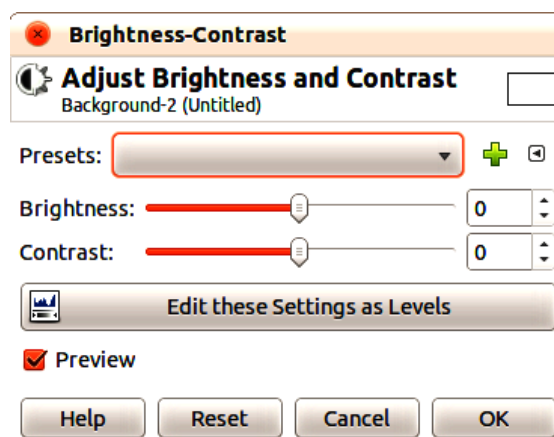 Brightness-Contrast
Adjust Brightness and Contrast
Background-2 (Untitled)
Presets:
Brightness: 0
Contrast: 0
Edit these Settings as Levels
Preview
Help Reset Cancel OK